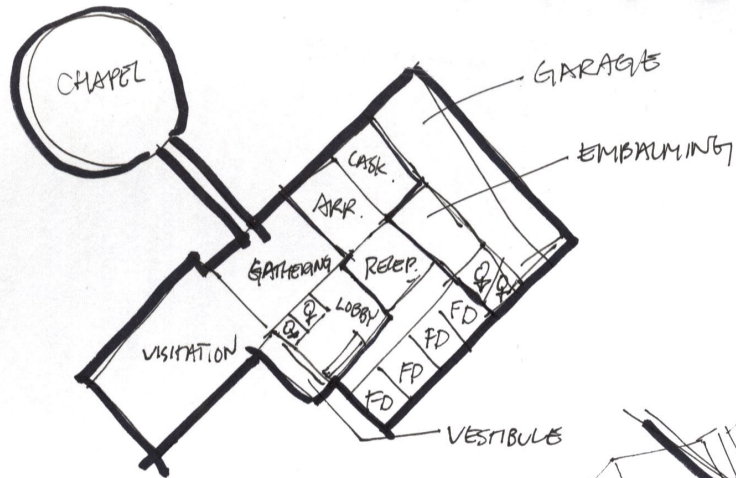 CHAPEL
GARAGE
EMBALMING
CASK.
ARR.
GATHERING
RECEP.
LOBBY
VISITATION
FD
FD
FD
FD
VESTIBULE